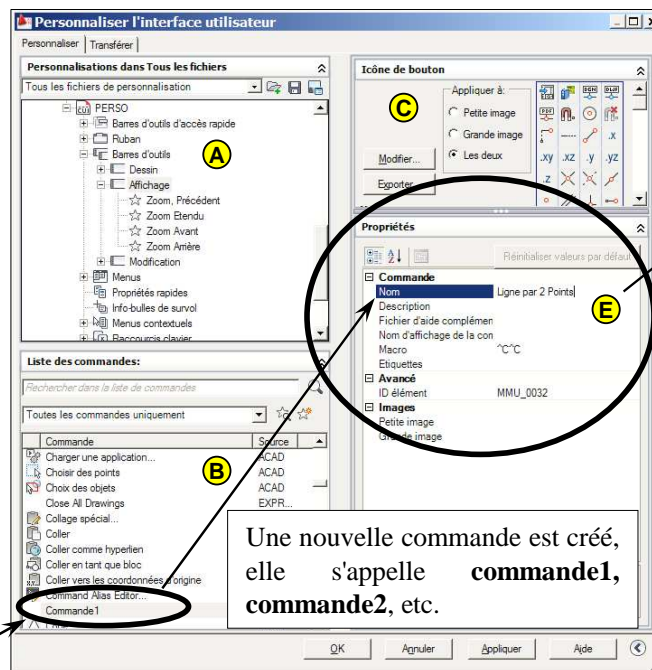 Personnaliser l'interface utilisateur
Personnaliser
Transférer
Personnalisations dans Tous les fichiers
Tous les fichiers de personnalisation
PERSO
Barres d'outils d'accès rapide
Ruban
Barres d'outils
A
Dessin
Affichage
Zoom, Précédent
Zoom Etendu
Zoom Avant
Zoom Arrière
Modification
Menus
Propriétés rapides
Info-bulles de survol
Menus contextuels
Raccourcis clavier
Liste des commandes:
Rechercher dans la liste de commandes
Toutes les commandes uniquement
Commande
Source
Charger une application...
ACAD
B
Choisir des points
ACAD
Choix des objets
ACAD
Close All Drawings
EXPR...
Collage spécial...
Coller
Coller comme hyperlien
Coller en tant que bloc
Coller vers les coordonnées d'origine
Command Alias Editor...
Commande1
Icône de bouton
C
Appliquer à:
Petite image
Grande image
Les deux
Modifier...
Exporter...
.x
.xy
.xz
.y
.yz
.z
Propriétés
Réinitialiser valeurs par défaut
Commande
Nom
Ligne par 2 Points
E
Description
Fichier d'aide complémen
Nom d'affichage de la con
Macro
^C^C
Etiquettes
Avancé
ID élément
MMU_0032
Images
Petite image
Grande image
Une nouvelle commande est créé,
elle s'appelle commande1,
commande2, etc.
OK
Annuler
Appliquer
Aide